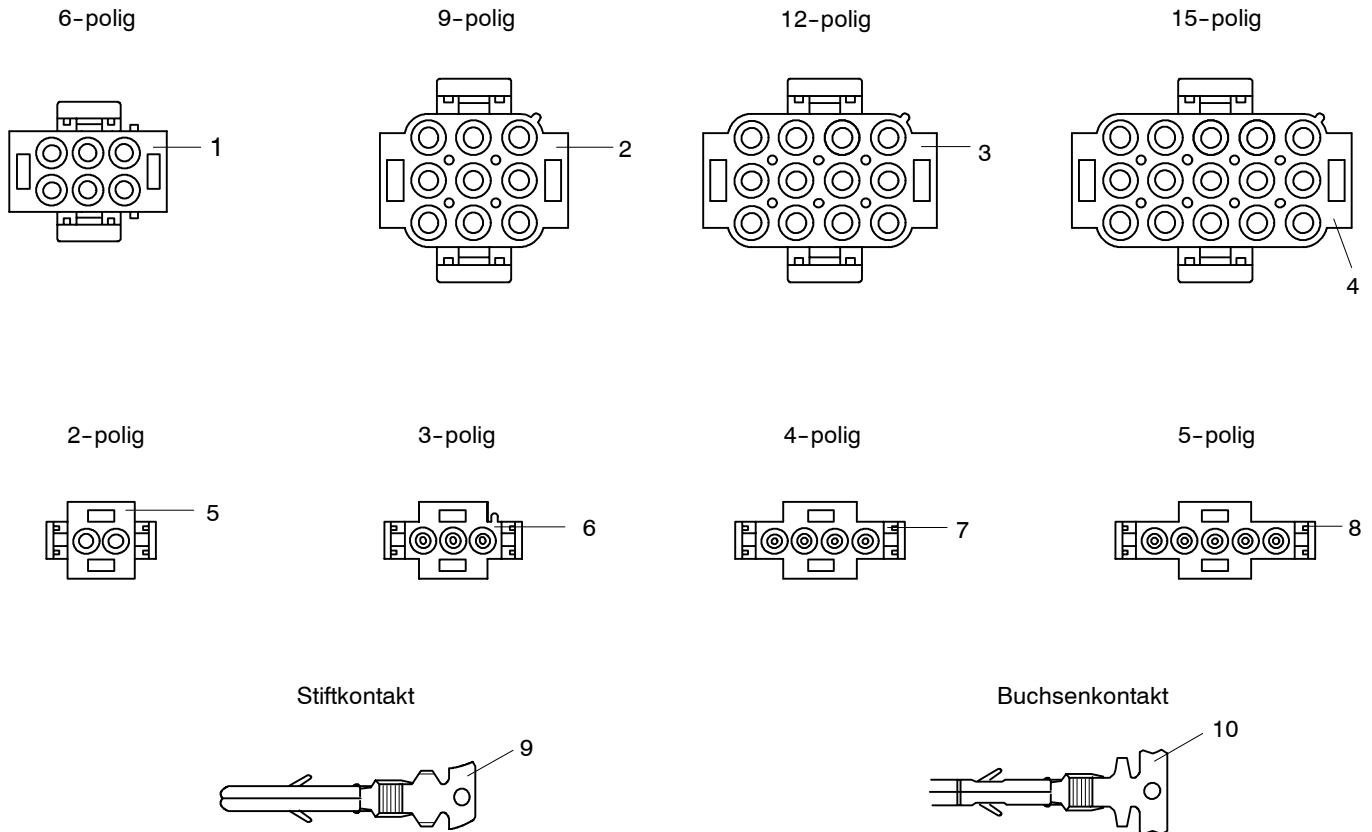 6-polig 9-polig 12-polig 15-polig
1 2 3 4
2-polig 3-polig 4-polig 5-polig
5 6 7 8
Stiftkontakt Buchsenkontakt
9 10